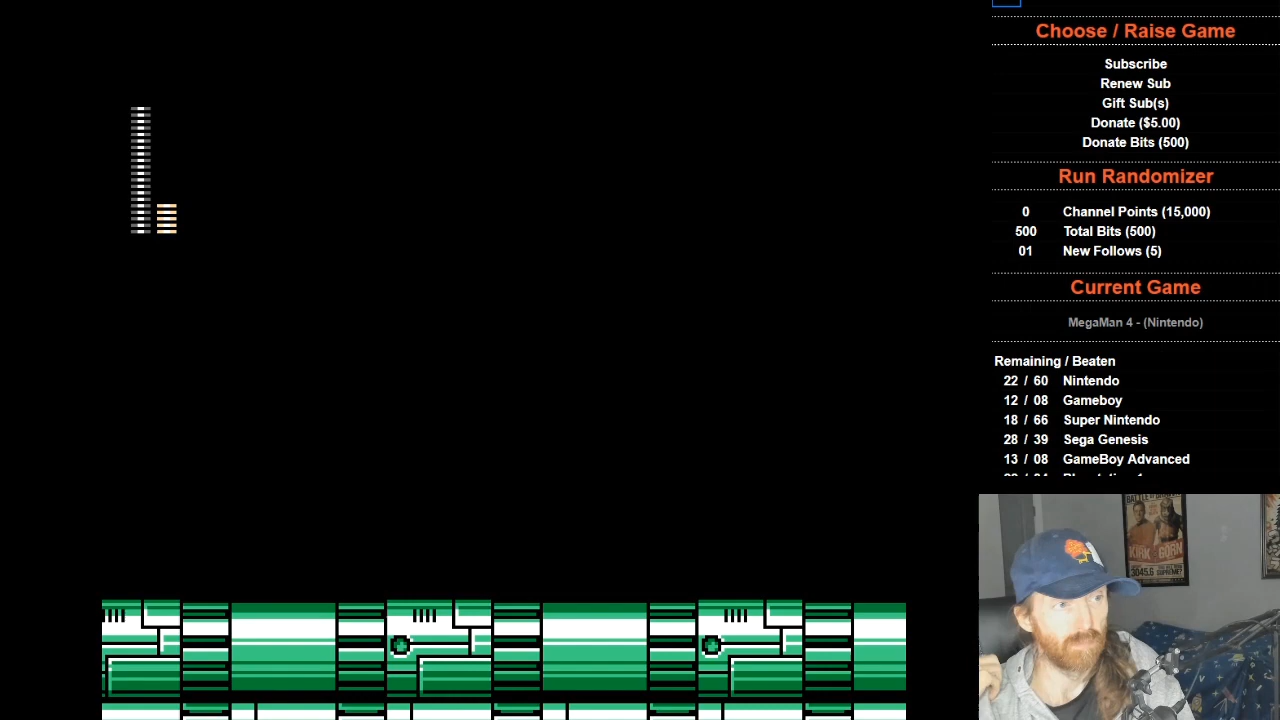 Choose / Raise Game
Subscribe
Renew Sub
Gift Sub(s)
Donate ($5.00)
Donate Bits (500)
Run Randomizer
0 Channel Points (15,000)
500 Total Bits (500)
01 New Follows (5)
Current Game
MegaMan 4 - (Nintendo)
Remaining / Beaten
22 / 60 Nintendo
12 / 08 Gameboy
18 / 66 Super Nintendo
28 / 39 Sega Genesis
13 / 08 GameBoy Advanced
KIRK GORN